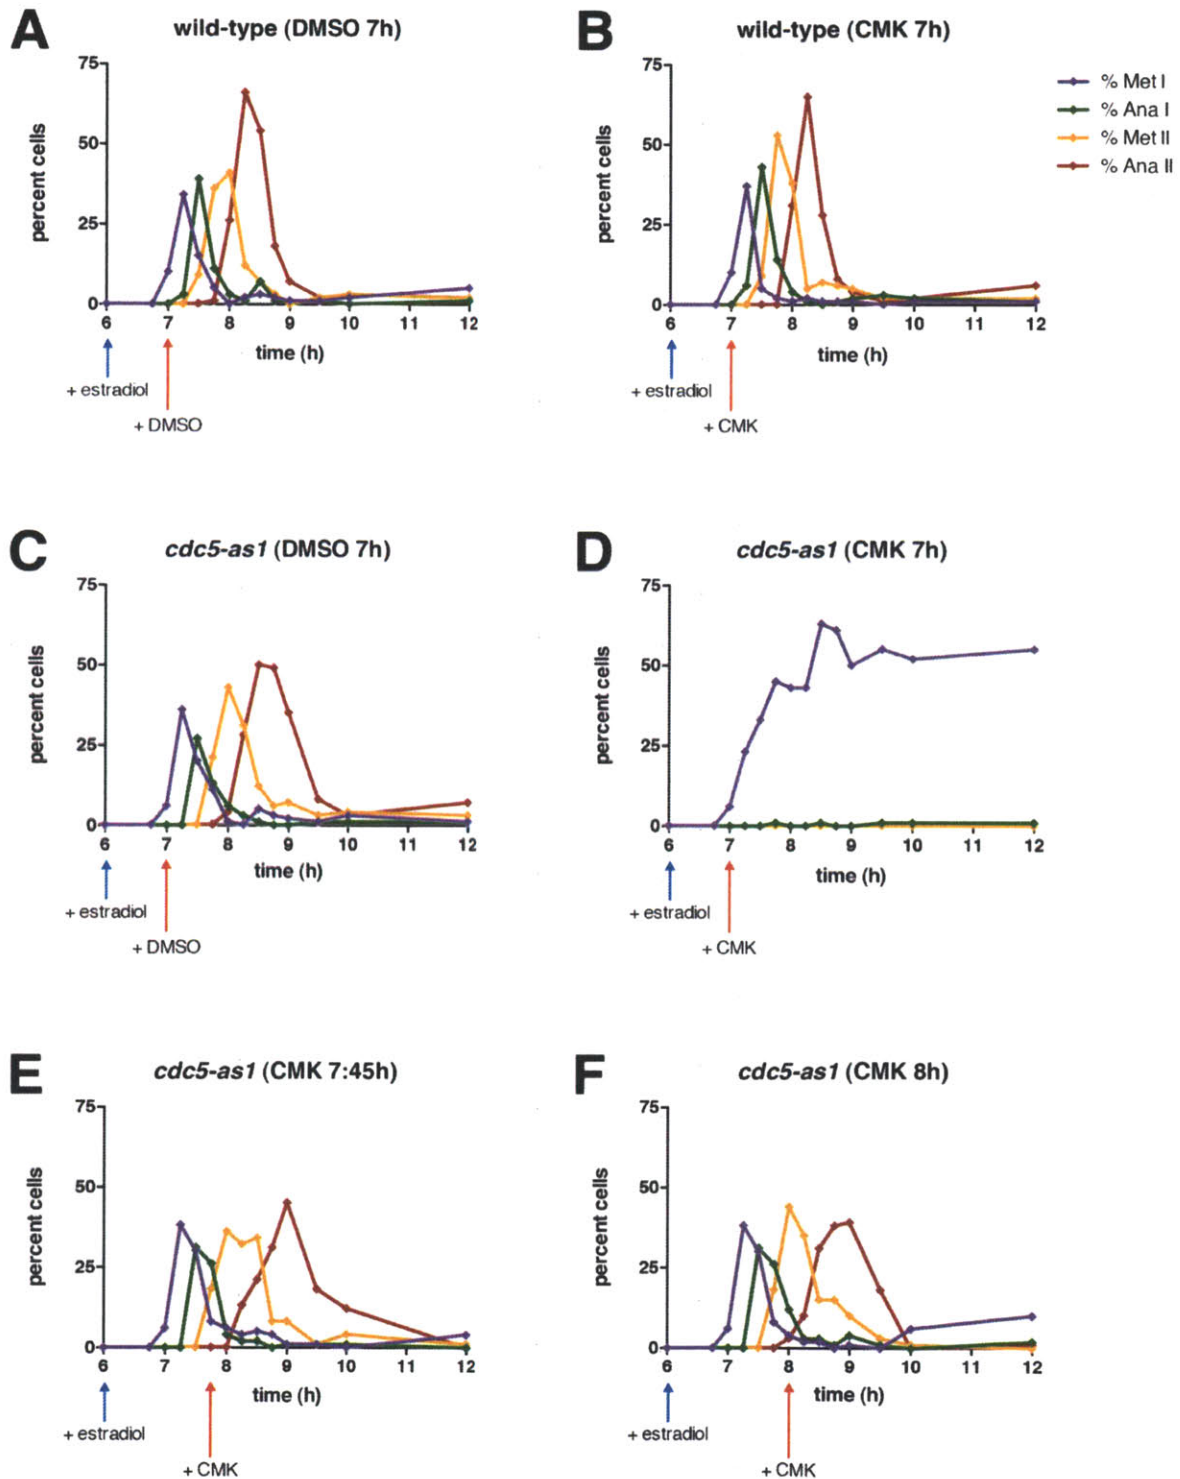 A
wild-type (DMSO 7h)
75
50
25
0
percent cells
6 7 8 9 10 11 12
time (h)
+ estradiol
+ DMSO
B
wild-type (CMK 7h)
75
50
25
0
percent cells
6 7 8 9 10 11 12
time (h)
+ estradiol
+ CMK
% Met I
% Ana I
% Met II
% Ana II
C
cdc5-as1 (DMSO 7h)
75
50
25
0
percent cells
6 7 8 9 10 11 12
time (h)
+ estradiol
+ DMSO
D
cdc5-as1 (CMK 7h)
75
50
25
0
percent cells
6 7 8 9 10 11 12
time (h)
+ estradiol
+ CMK
E
cdc5-as1 (CMK 7:45h)
75
50
25
0
percent cells
6 7 8 9 10 11 12
time (h)
+ estradiol
+ CMK
F
cdc5-as1 (CMK 8h)
75
50
25
0
percent cells
6 7 8 9 10 11 12
time (h)
+ estradiol
+ CMK